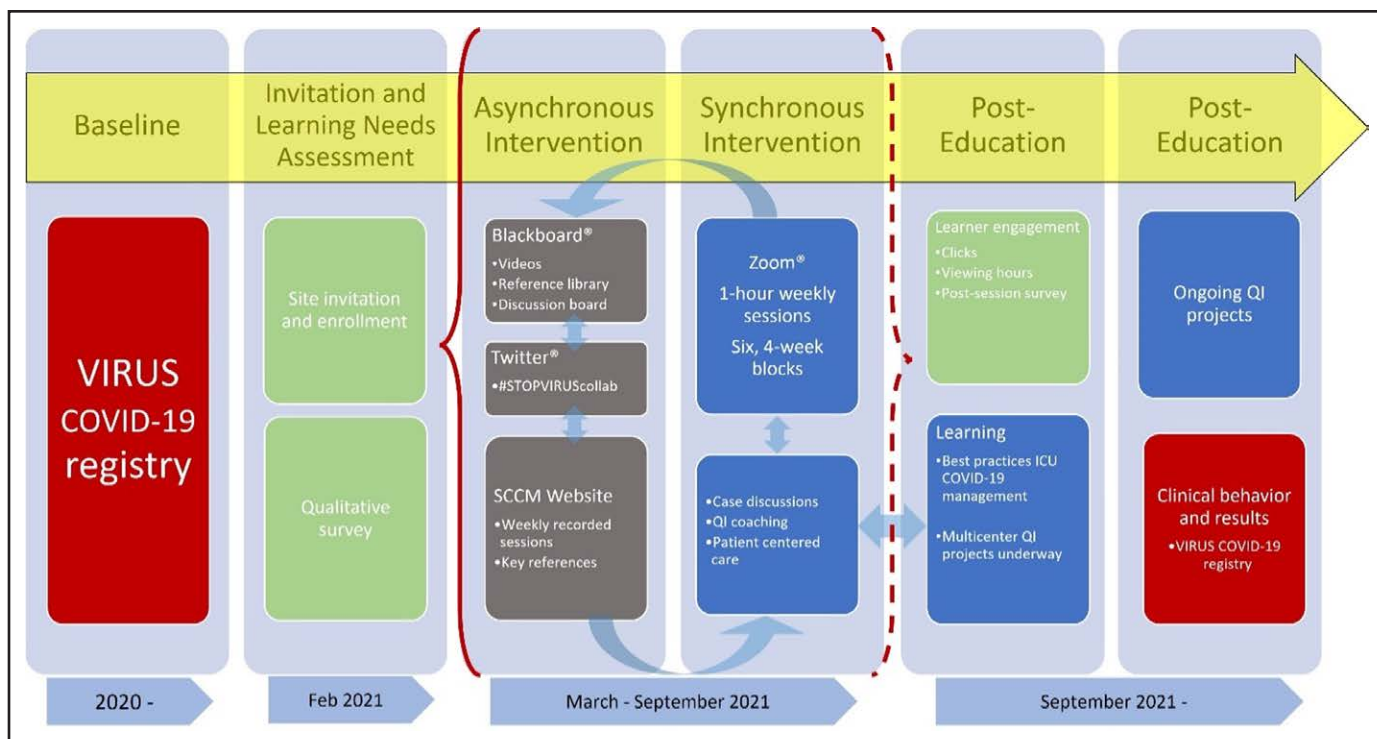 Baseline
Invitation and
Learning Needs
Assessment
Asynchronous
Intervention
Synchronous
Intervention
Post-
Education
Post-
Education
VIRUS
COVID-19
registry
Site invitation
and enrollment
Qualitative
survey
Blackboard®
•Videos
•Reference library
•Discussion board
Twitter®
•#STOPVIRUScollab
SCCM Website
•Weekly recorded
sessions
•Key references
Zoom®
1-hour weekly
sessions
Six, 4-week
blocks
•Case discussions
•QI coaching
•Patient centered
care
Learner engagement
•Clicks
•Viewing hours
•Post-session survey
Learning
•Best practices ICU
COVID-19
management
•Multicenter QI
projects underway
Ongoing QI
projects
Clinical behavior
and results
•VIRUS COVID-19
registry
2020 -
Feb 2021
March - September 2021
September 2021 -